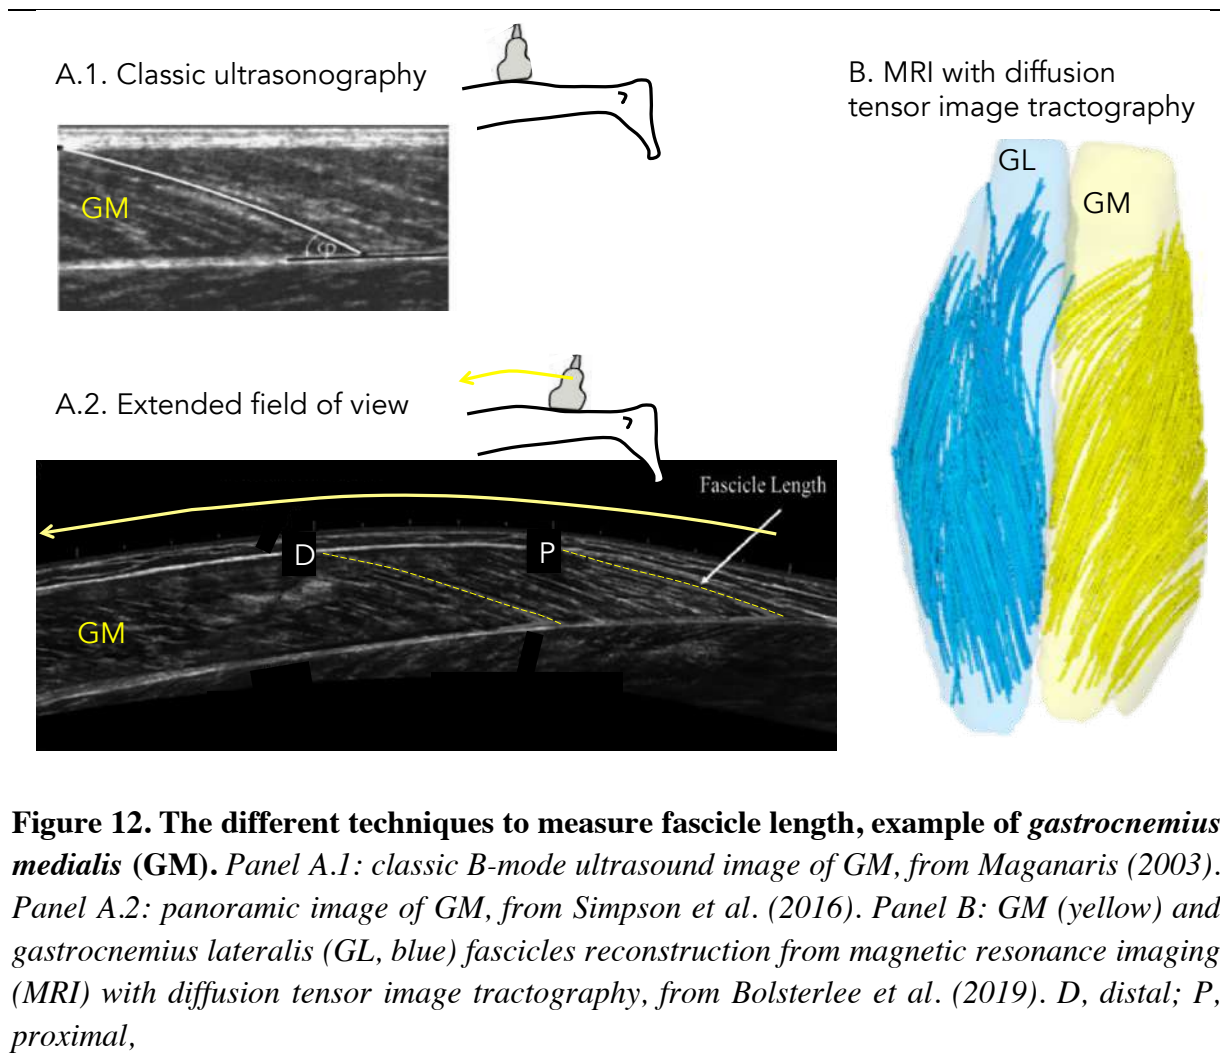 A.1. Classic ultrasonography
GM
φ
A.2. Extended field of view
Fascicle Length
D
P
GM
B. MRI with diffusion
tensor image tractography
GL
GM
Figure 12. The different techniques to measure fascicle length, example of gastrocnemius
medialis (GM). Panel A.1: classic B-mode ultrasound image of GM, from Maganaris (2003).
Panel A.2: panoramic image of GM, from Simpson et al. (2016). Panel B: GM (yellow) and
gastrocnemius lateralis (GL, blue) fascicles reconstruction from magnetic resonance imaging
(MRI) with diffusion tensor image tractography, from Bolsterlee et al. (2019). D, distal; P,
proximal,